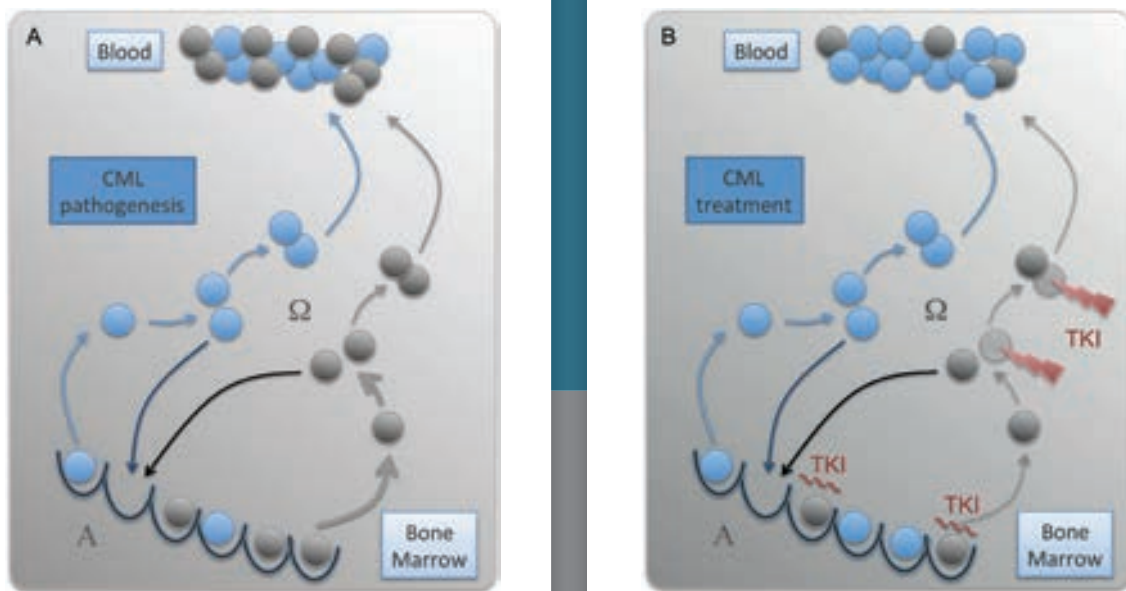 A
Blood
CML
pathogenesis
Ω
A
Bone
Marrow
B
Blood
CML
treatment
Ω
TKI
TKI
TKI
A
Bone
Marrow